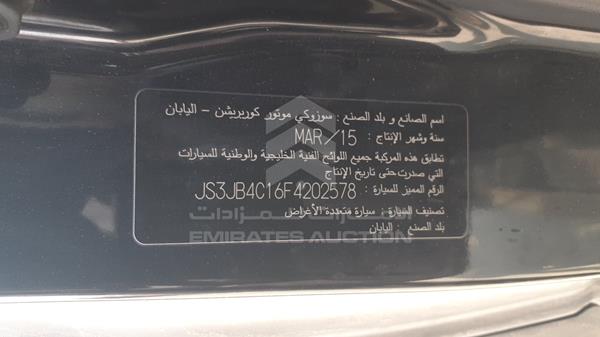 اسم الصانع و بلد الصنع : سوزوكي موتور كوربريشن - اليابان
سنة وشهر الإنتاج : MAR/15
تطابق هذه المركبة جميع اللوائح الفنية الخليجية والوطنية للسيارات
التي صدرت حتى تاريخ الإنتاج
الرقم المميز للسيارة : JS3JB4C16F4202578
تصنيف السيارة : سيارة متعددة الأغراض
بلد الصنع : اليابان
الإمارات للمزادات
EMIRATES AUCTION